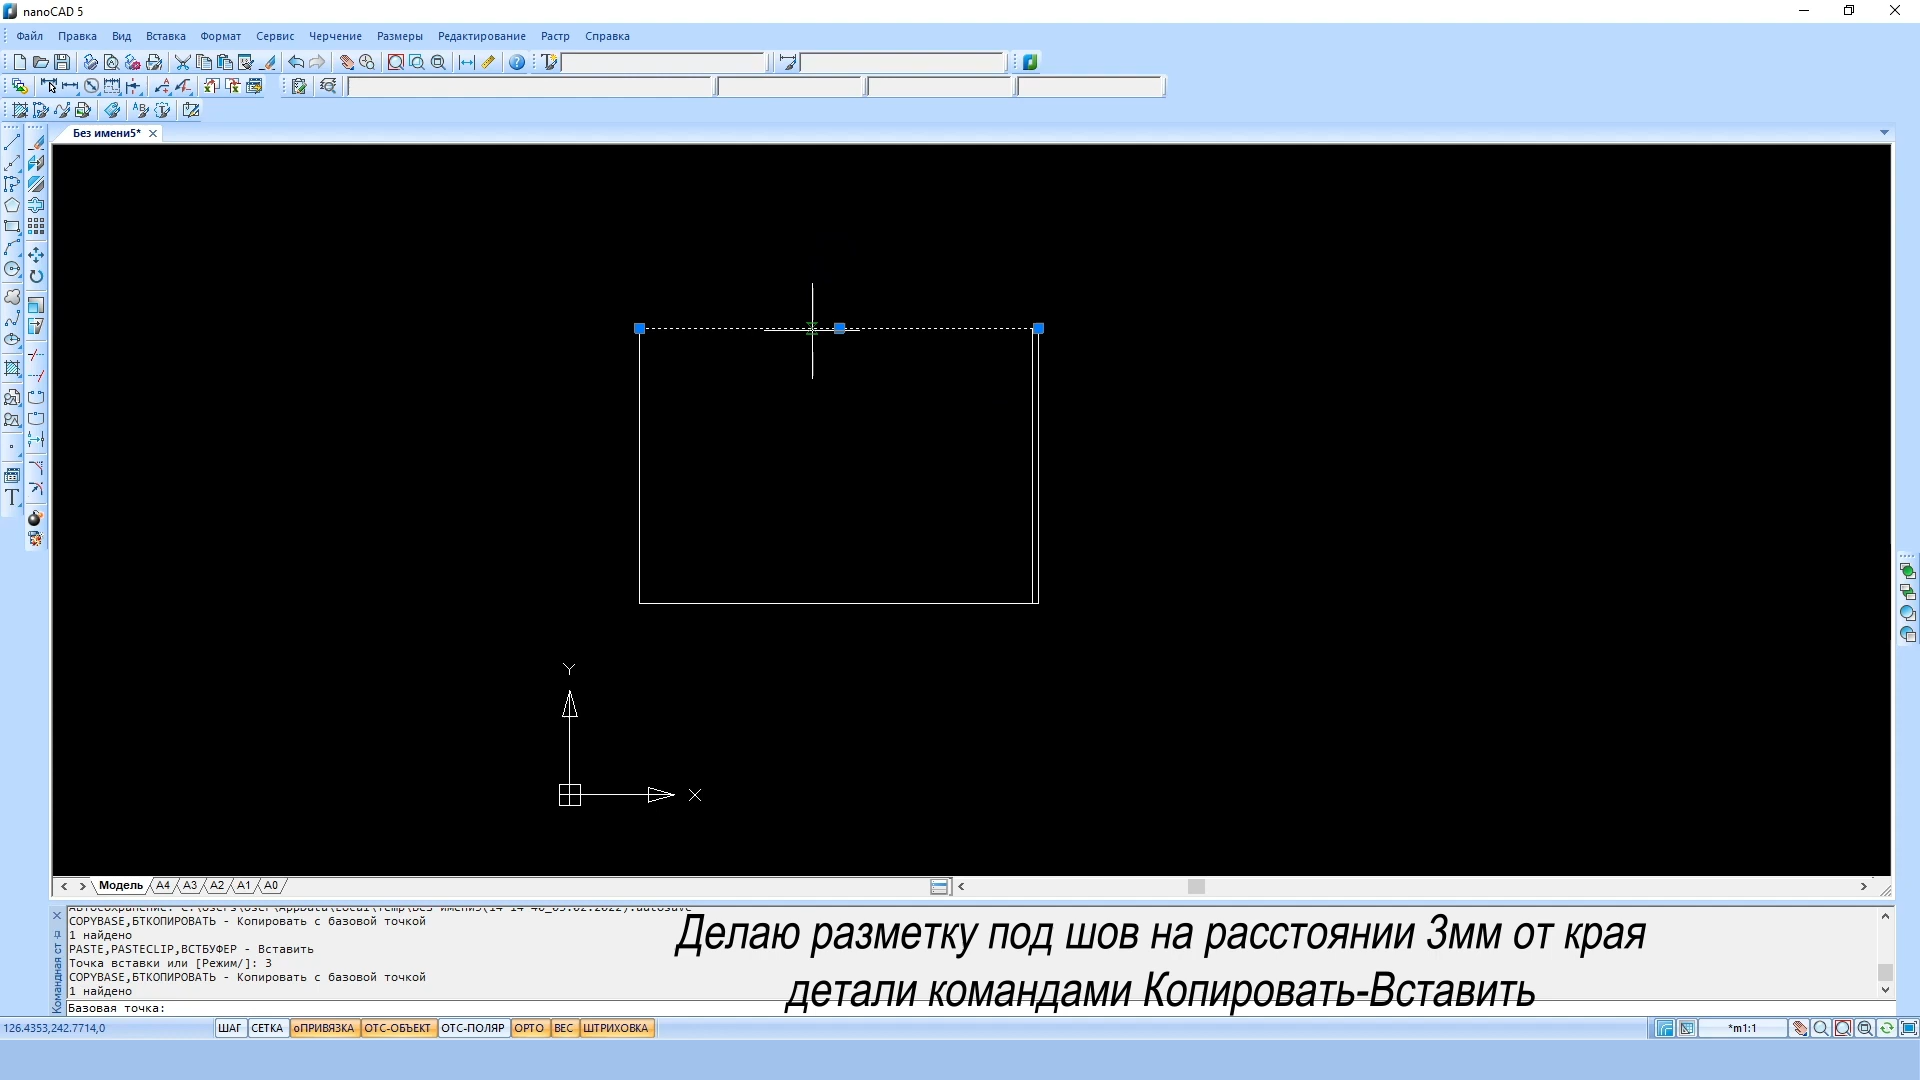 nanoCAD 5
Файл Правка Вид Вставка Формат Сервис Черчение Размеры Редактирование Растр Справка
Без имени5*
Y
X
Модель A4 A3 A2 A1 A0
COPYBASE,БТКОПИРОВАТЬ - Копировать с базовой точкой
1 найдено
PASTE,PASTECLIP,ВСТБУФЕР - Вставить
Точка вставки или [Режим/]: 3
COPYBASE,БТКОПИРОВАТЬ - Копировать с базовой точкой
1 найдено
Базовая точка:
Командная ст
Делаю разметку под шов на расстоянии 3мм от края
детали командами Копировать-Вставить
126.4353,242.7714,0 ШАГ СЕТКА оПРИВЯЗКА ОТС-ОБЪЕКТ ОТС-ПОЛЯР ОРТО ВЕС ШТРИХОВКА *m1:1